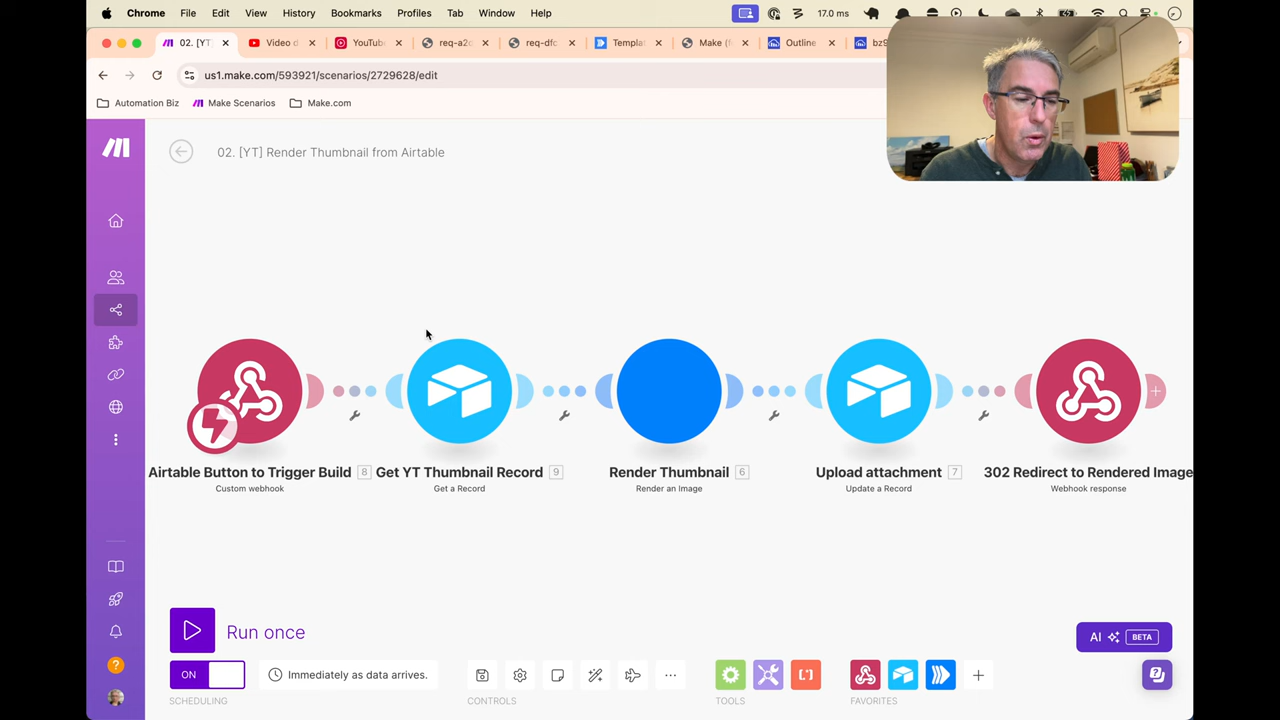 Chrome File Edit View History Bookmarks Profiles Tab Window Help 17.0 ms
02. [YT] Video d YouTube req-a2c req-dfc Templa Make (f Outline bz9
us1.make.com/593921/scenarios/2729628/edit
Automation Biz Make Scenarios Make.com
02. [YT] Render Thumbnail from Airtable
Airtable Button to Trigger Build 8 Get YT Thumbnail Record 9 Render Thumbnail 6 Upload attachment 7 302 Redirect to Rendered Image
Custom webhook Get a Record Render an Image Update a Record Webhook response
Run once
AI BETA
ON Immediately as data arrives.
SCHEDULING CONTROLS TOOLS FAVORITES